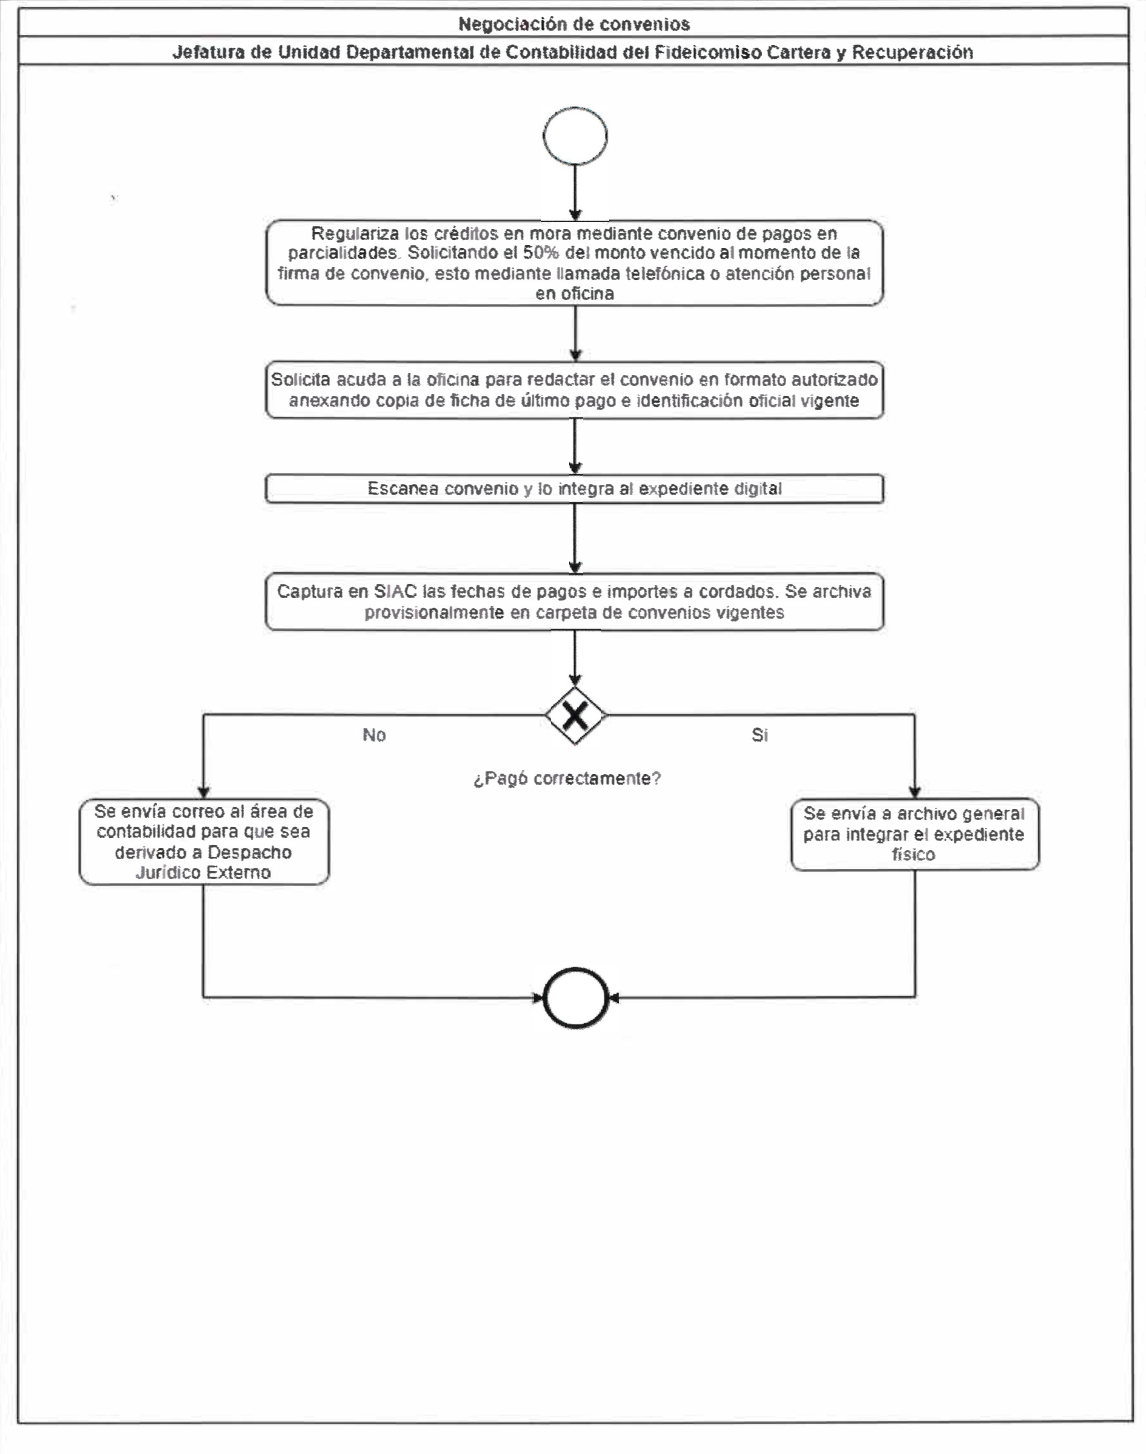 Negociación de convenios
Jefatura de Unidad Departamental de Contabilidad del Fideicomiso Cartera y Recuperación
Regulariza los créditos en mora mediante convenio de pagos en
parcialidades. Solicitando el 50% del monto vencido al momento de la
firma de convenio, esto mediante llamada telefónica o atención personal
en oficina
Solicita acuda a la oficina para redactar el convenio en formato autorizado
anexando copia de ficha de último pago e identificación oficial vigente
Escanea convenio y lo integra al expediente digital
Captura en SIAC las fechas de pagos e importes a cordados. Se archiva
provisionalmente en carpeta de convenios vigentes
No
Si
¿Pagó correctamente?
Se envía correo al área de
contabilidad para que sea
derivado a Despacho
Jurídico Externo
Se envía a archivo general
para integrar el expediente
físico